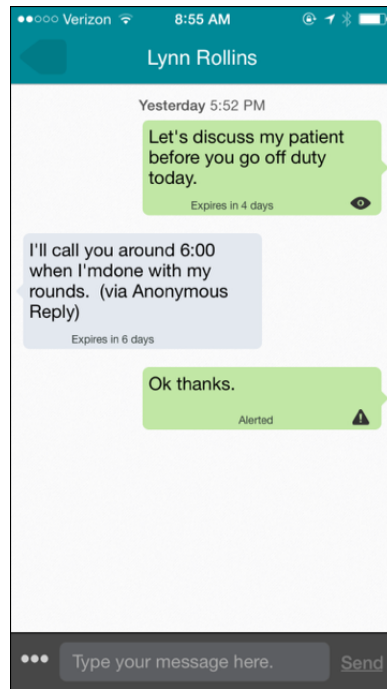 Verizon 8:55 AM
Lynn Rollins
Yesterday 5:52 PM
Let's discuss my patient
before you go off duty
today.
Expires in 4 days
I'll call you around 6:00
when I'mdone with my
rounds. (via Anonymous
Reply)
Expires in 6 days
Ok thanks.
Alerted
Type your message here. Send